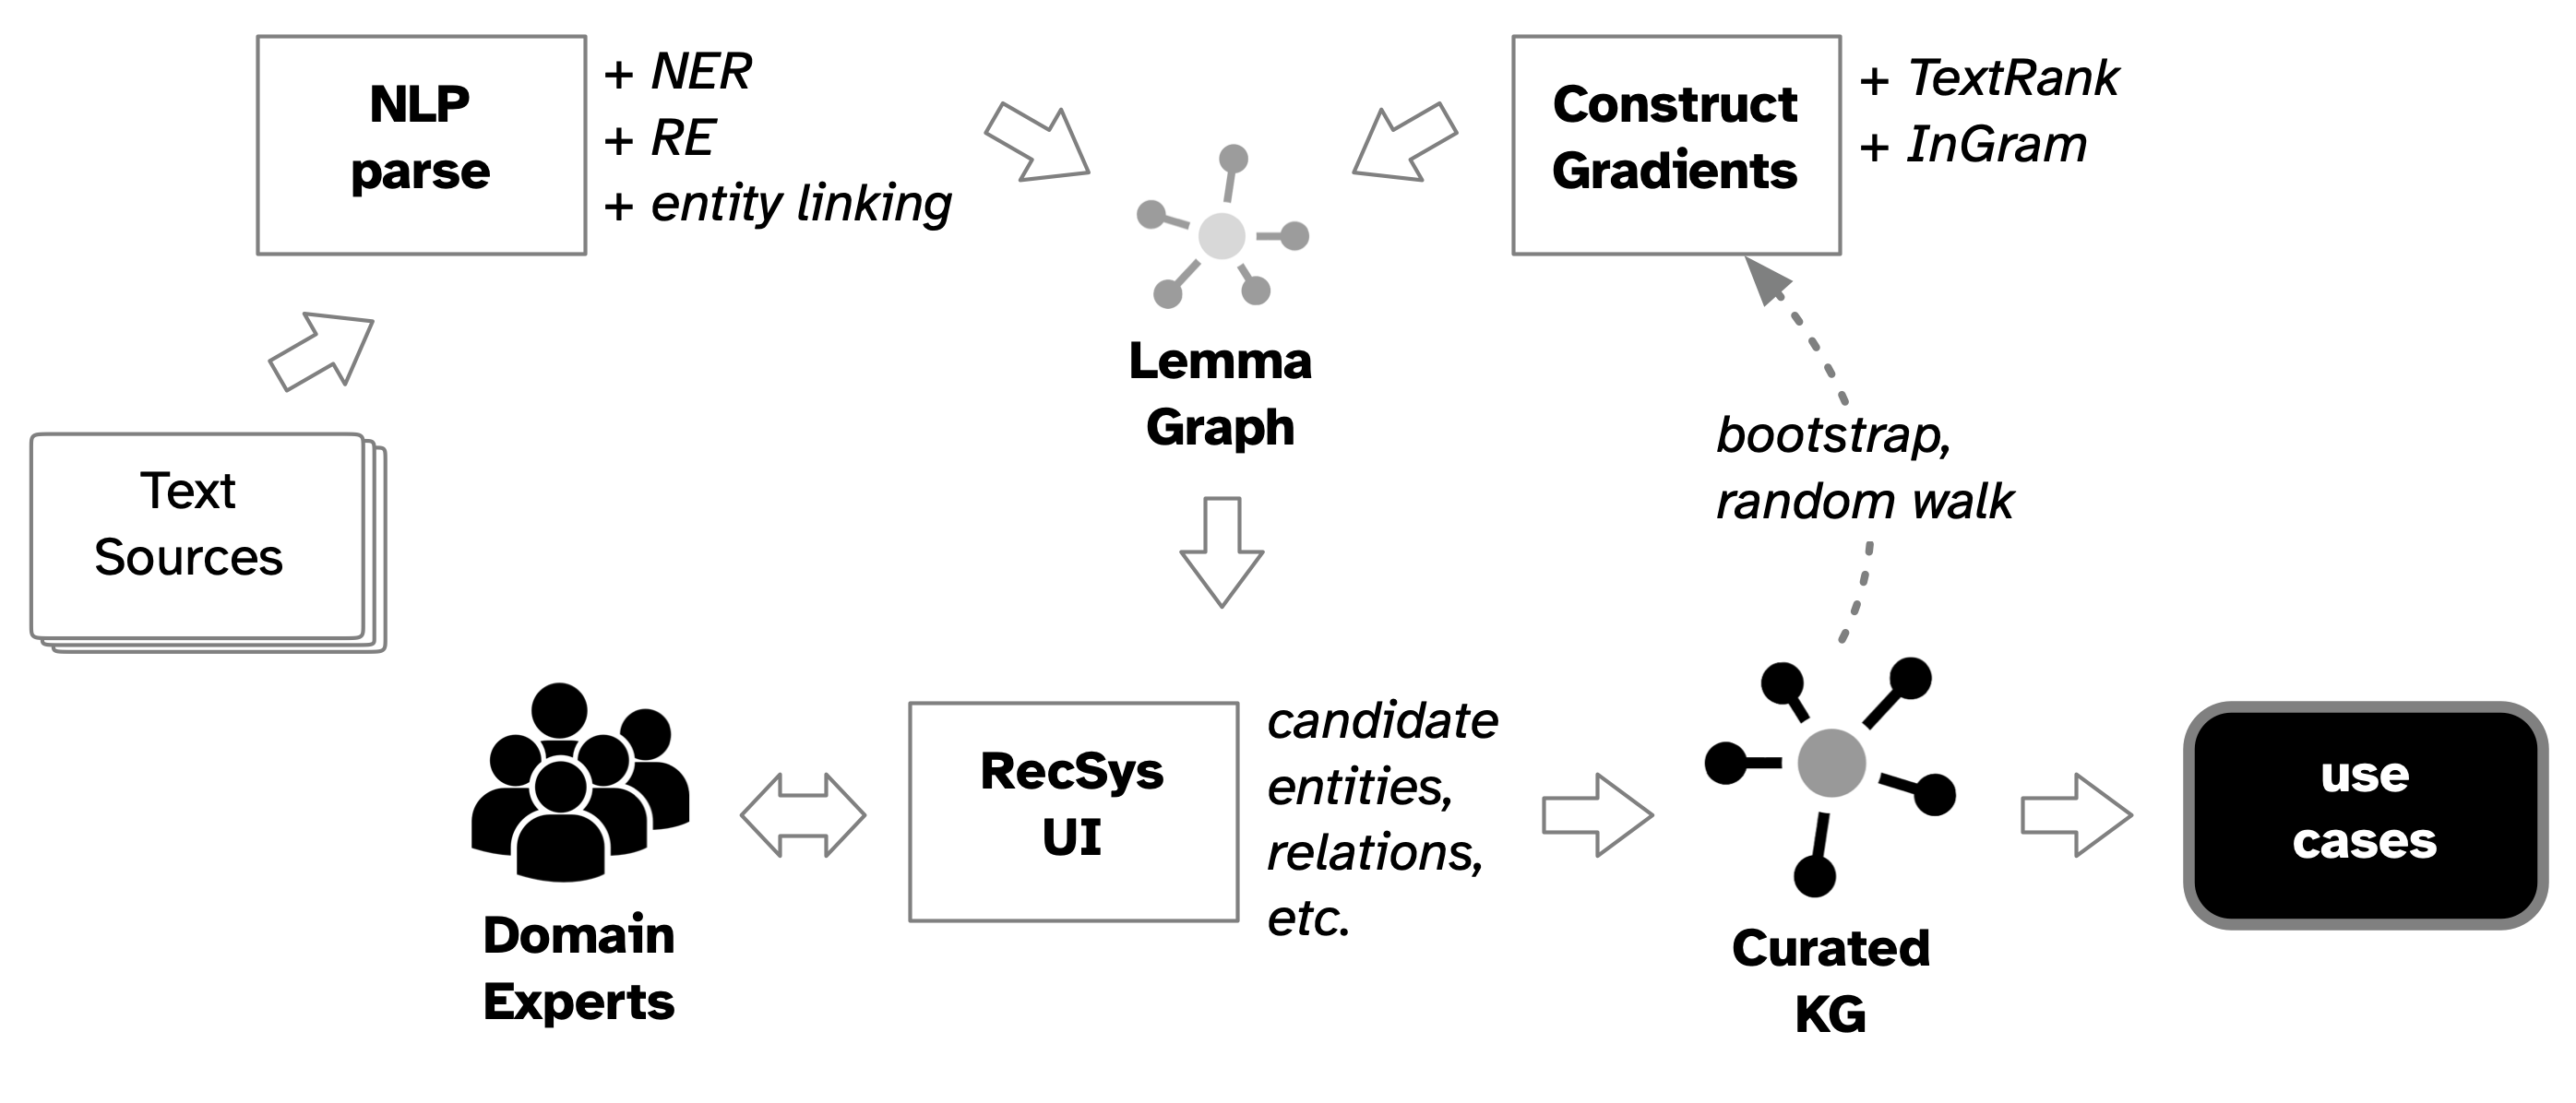 NLP
parse
+ NER
+ RE
+ entity linking
Construct
Gradients
+ TextRank
+ InGram
Lemma
Graph
Text
Sources
bootstrap,
random walk
Domain
Experts
RecSys
UI
candidate
entities,
relations,
etc.
Curated
KG
use
cases